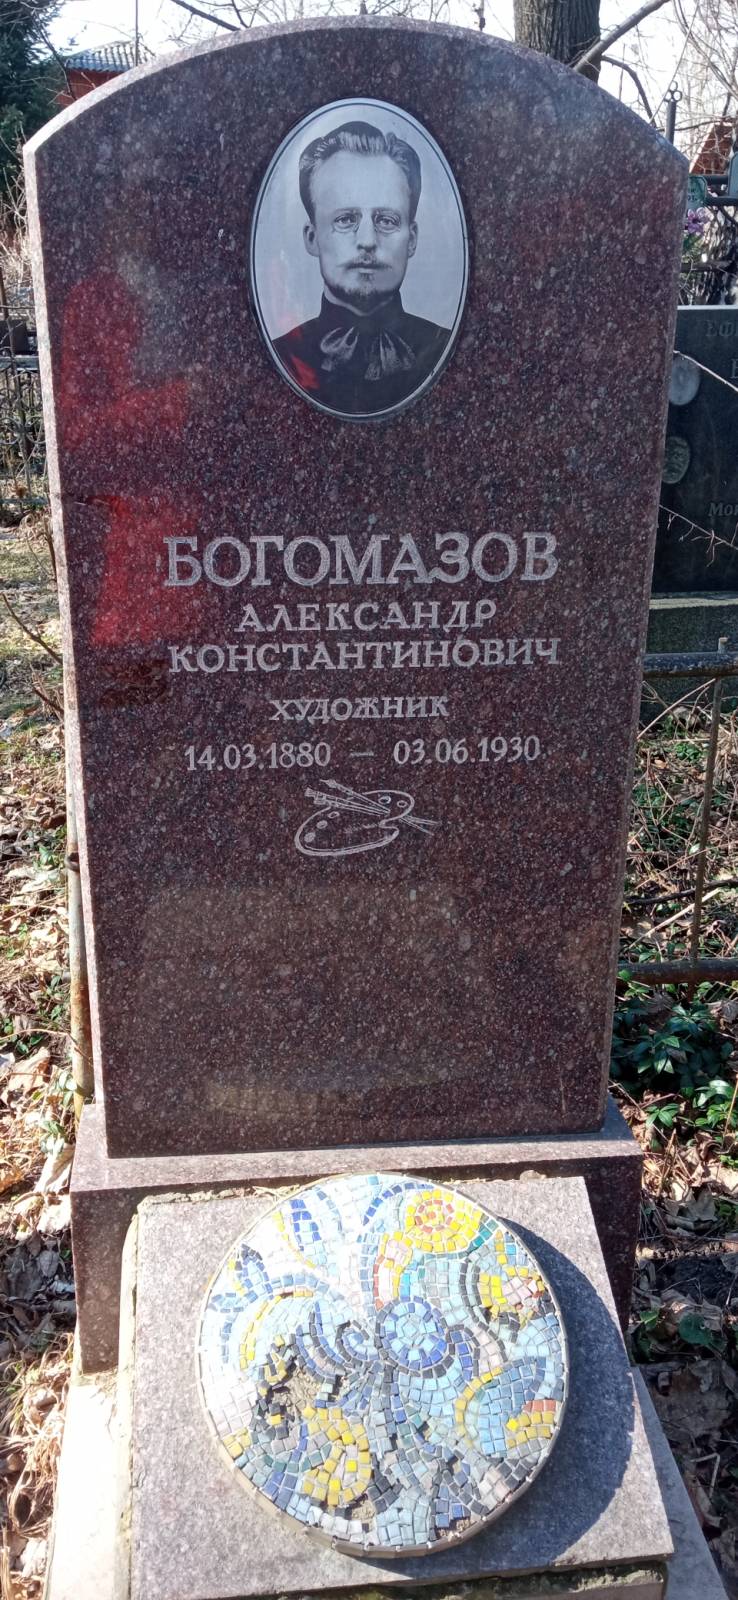 БОГОМАЗОВ
АЛЕКСАНДР
КОНСТАНТИНОВИЧ
ХУДОЖНИК
14.03.1880 — 03.06.1930